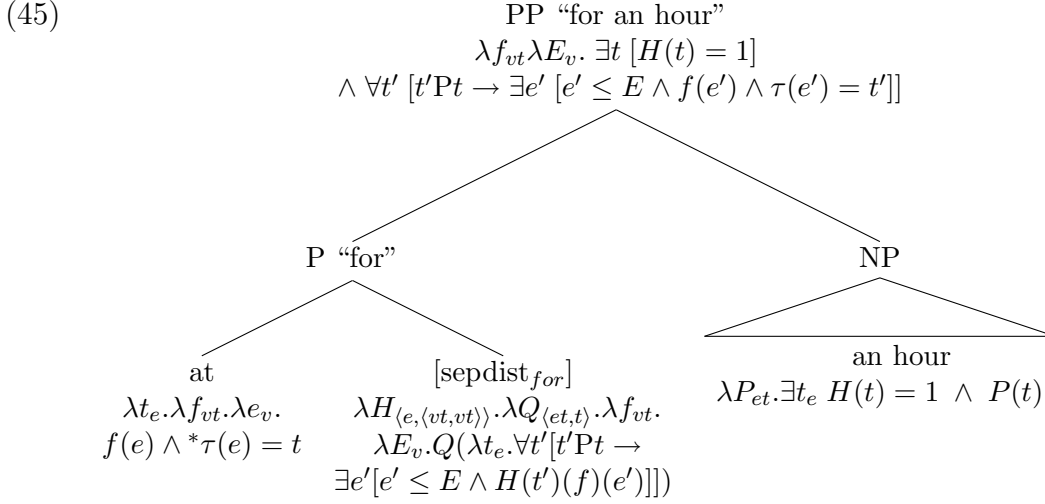 (45)
PP “for an hour”
λf_{vt}λE_v. ∃t [H(t) = 1]
∧ ∀t′ [t′Pt → ∃e′ [e′ ≤ E ∧ f(e′) ∧ τ(e′) = t′]]
P “for”
NP
at
λt_e.λf_{vt}.λe_v.
f(e) ∧ *τ(e) = t
[sepdist_{for}]
λH_{⟨e,⟨vt,vt⟩⟩}.λQ_{⟨et,t⟩}.λf_{vt}.
λE_v.Q(λt_e.∀t′[t′Pt →
∃e′[e′ ≤ E ∧ H(t′)(f)(e′)]])
an hour
λP_{et}.∃t_e H(t) = 1 ∧ P(t)